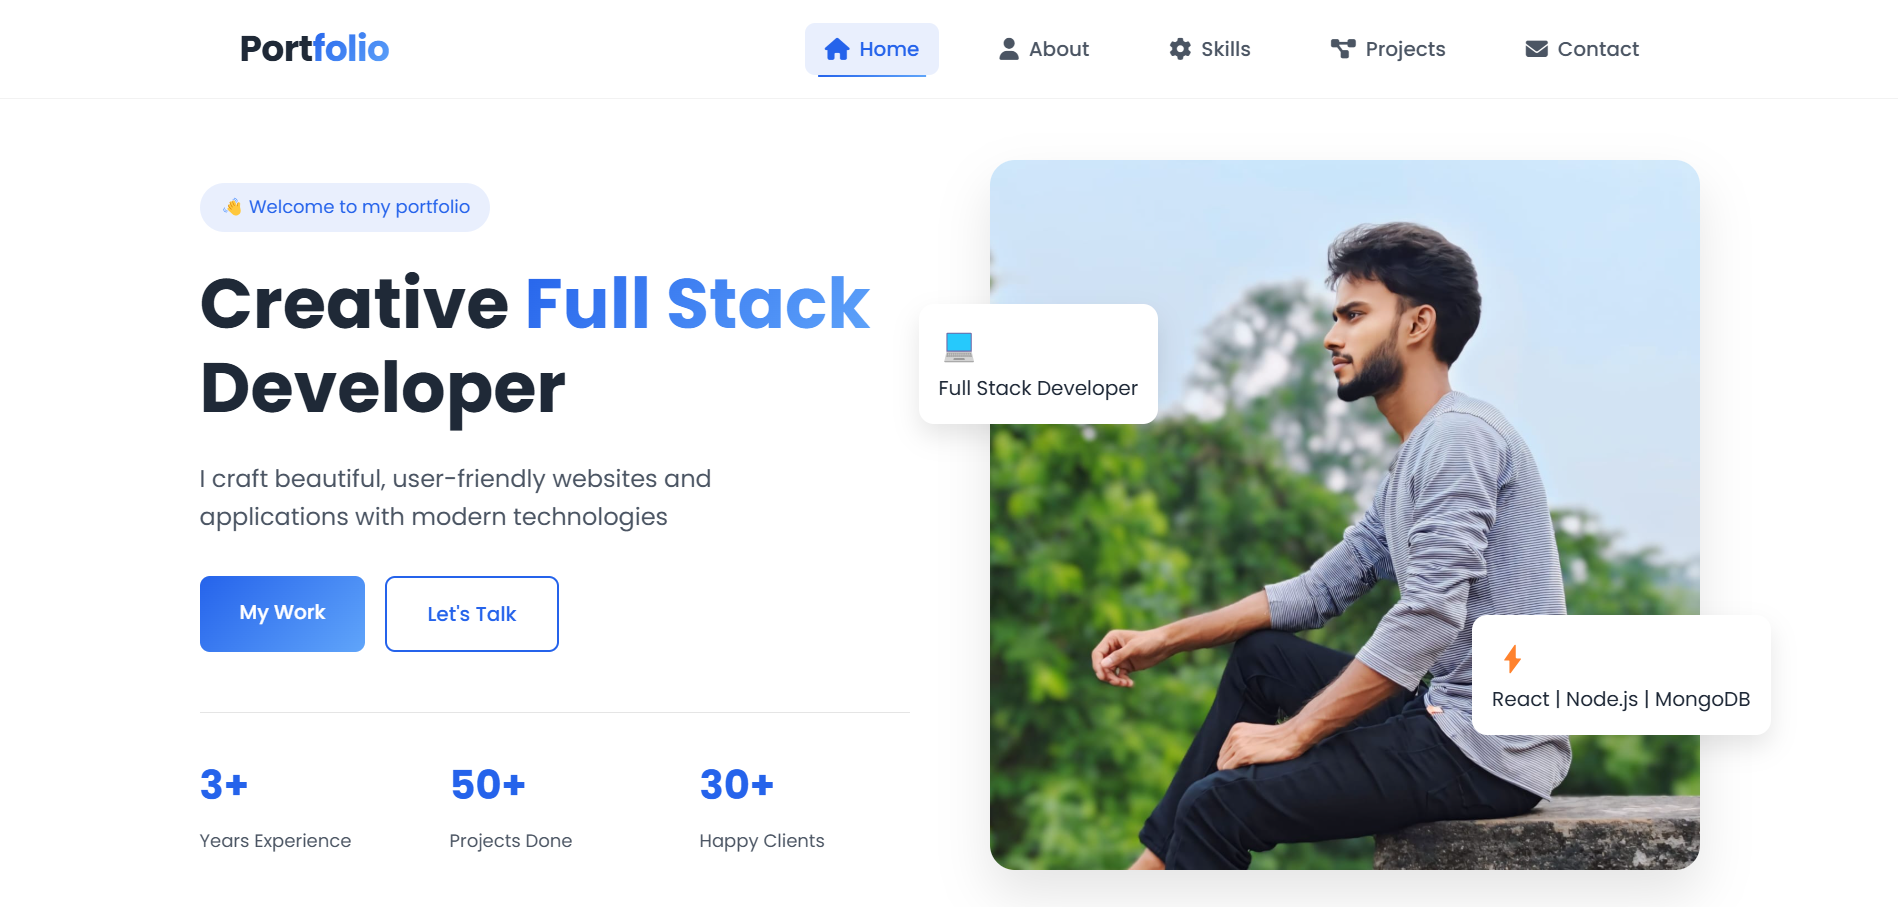 Portfolio
Home
About
Skills
Projects
Contact
👋 Welcome to my portfolio
Creative Full Stack
Developer
I craft beautiful, user-friendly websites and
applications with modern technologies
My Work
Let's Talk
3+
Years Experience
50+
Projects Done
30+
Happy Clients
Full Stack Developer
React | Node.js | MongoDB